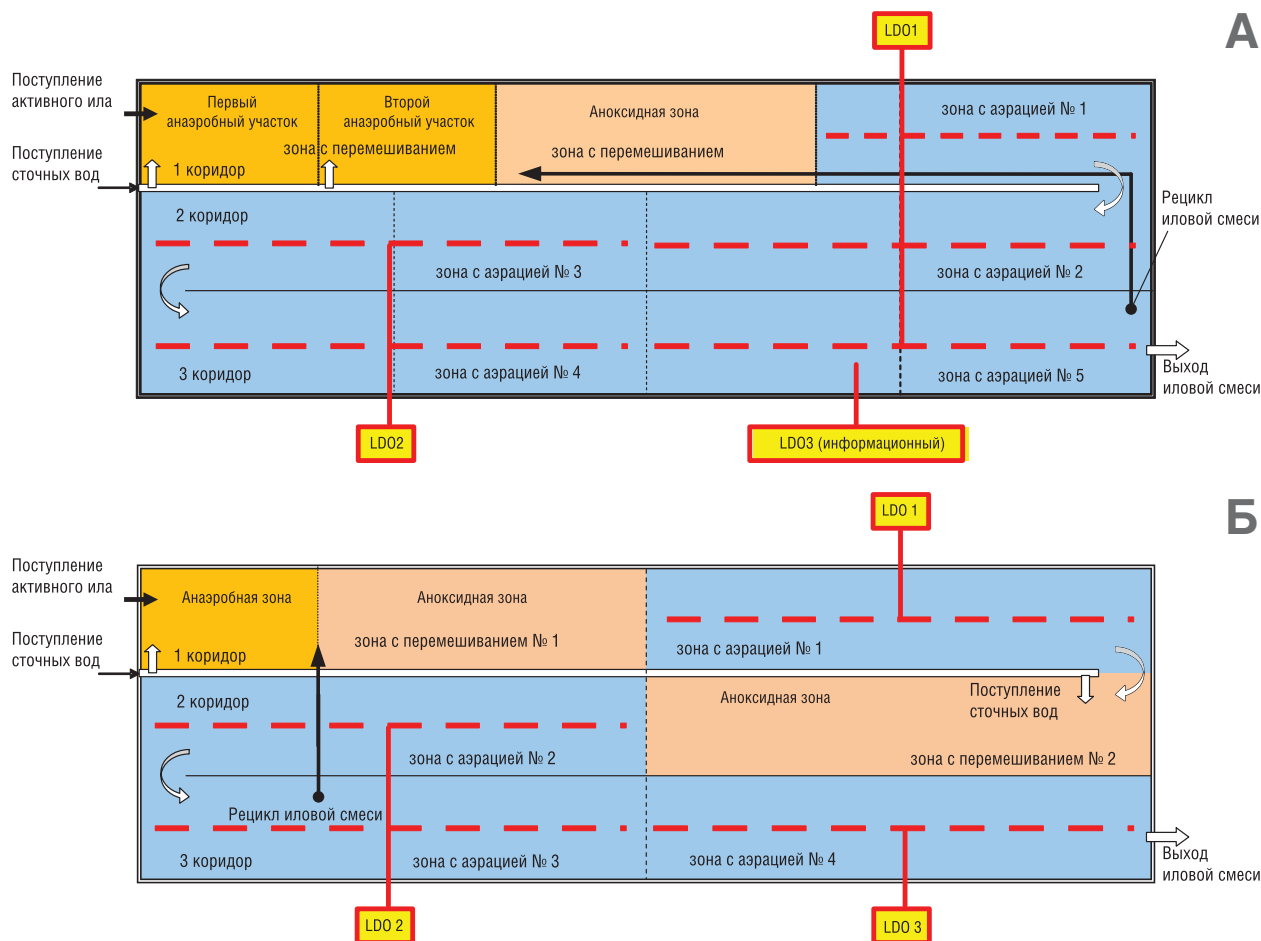 А
LDO1
Поступление
активного ила
Первый
анаэробный участок
Второй
анаэробный участок
Аноксидная зона
зона с аэрацией № 1
зона с перемешиванием
зона с перемешиванием
Поступление
сточных вод
1 коридор
2 коридор
Рецикл
иловой смеси
зона с аэрацией № 3
зона с аэрацией № 2
3 коридор
зона с аэрацией № 4
зона с аэрацией № 5
Выход
иловой смеси
LDO2
LDO3 (информационный)
Б
LDO 1
Поступление
активного ила
Анаэробная зона
Аноксидная зона
зона с перемешиванием № 1
зона с аэрацией № 1
Поступление
сточных вод
1 коридор
2 коридор
Аноксидная зона
Поступление
сточных вод
зона с аэрацией № 2
зона с перемешиванием № 2
Рецикл иловой смеси
3 коридор
зона с аэрацией № 3
зона с аэрацией № 4
Выход
иловой смеси
LDO 2
LDO 3